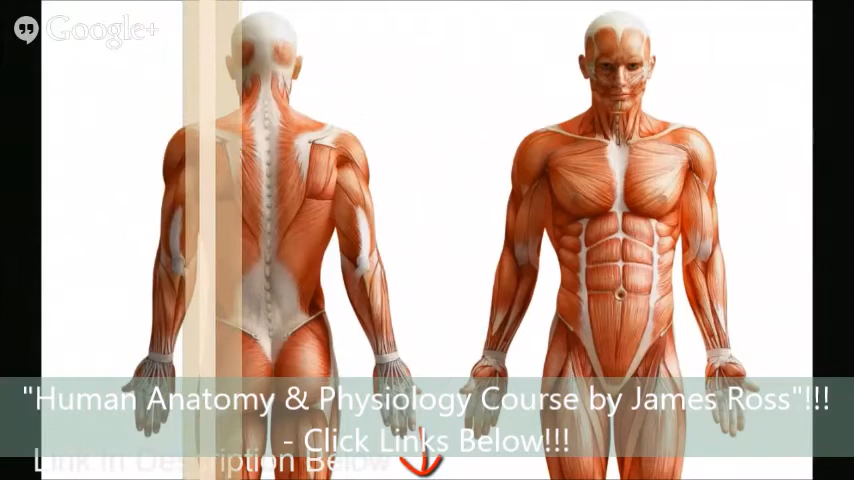 Google+
"Human Anatomy & Physiology Course by James Ross"!!!
- Click Links Below!!!
Link In Description Below